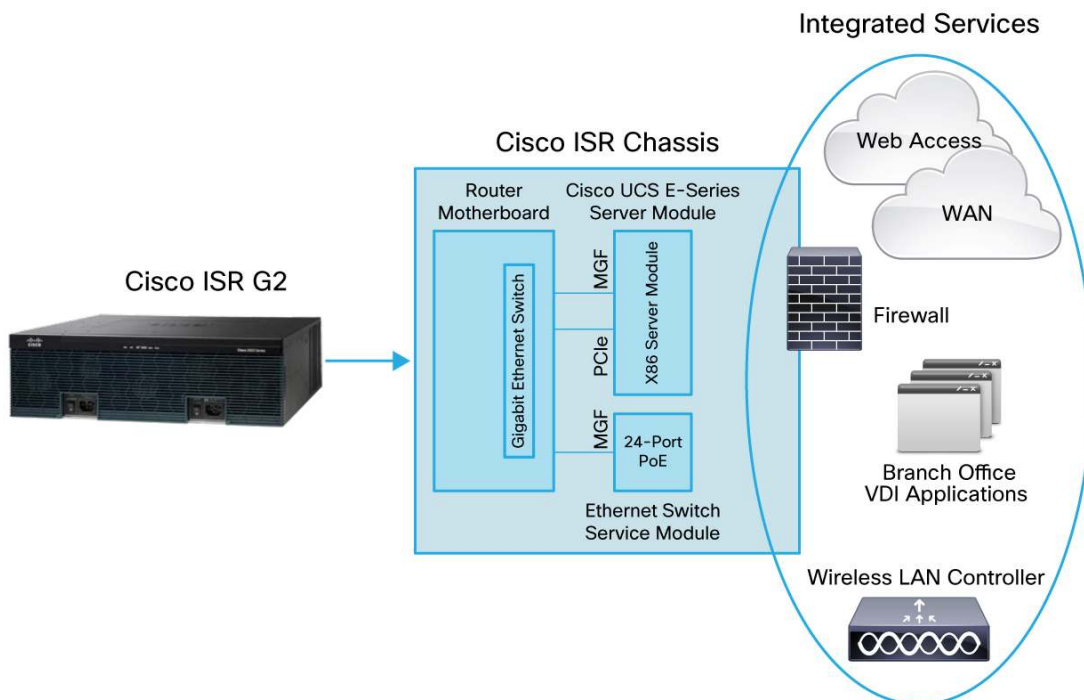 Integrated Services
Web Access
WAN
Cisco ISR Chassis
Router
Motherboard
Cisco UCS E-Series
Server Module
MGF
Gigabit Ethernet Switch
PCIe
X86 Server Module
MGF
24-Port
PoE
Ethernet Switch
Service Module
Cisco ISR G2
CISCO
Firewall
Branch Office
VDI Applications
Wireless LAN Controller